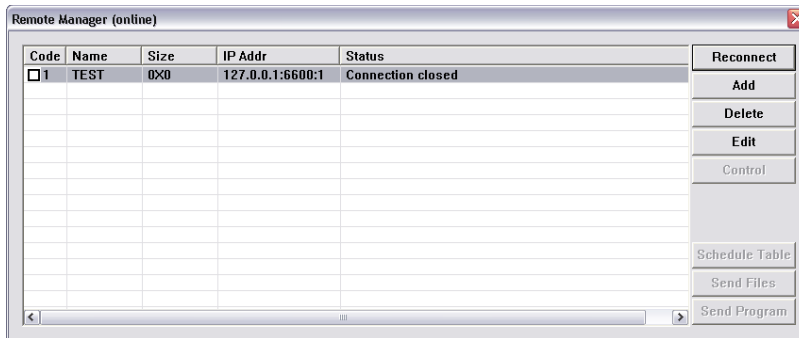 Remote Manager (online)
Code Name Size IP Addr Status
1 TEST 0X0 127.0.0.1:6600:1 Connection closed
Reconnect
Add
Delete
Edit
Control
Schedule Table
Send Files
Send Program